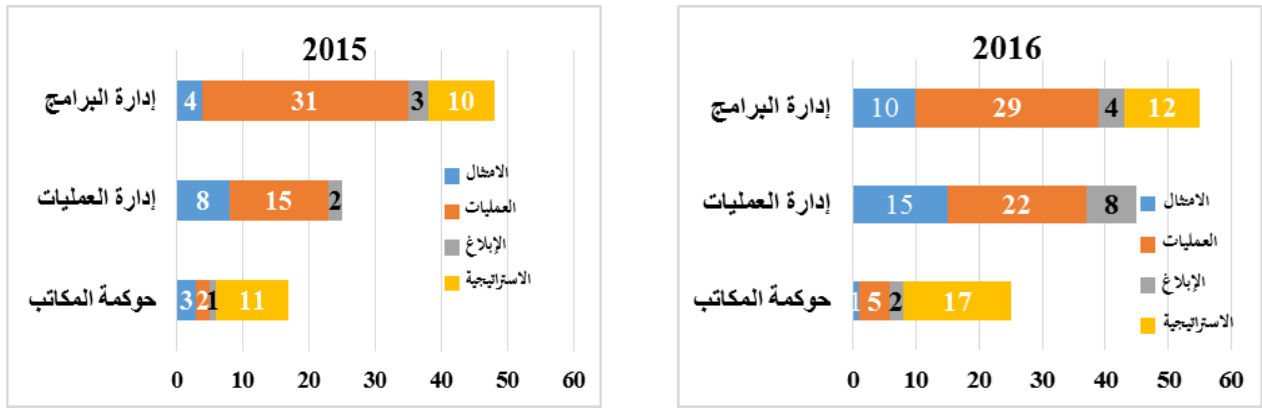 2015
إدارة البرامج
4 31 3 10
إدارة العمليات
8 15 2
حوكمة المكاتب
3 2 1 11
الامتثال
العمليات
الإبلاغ
الاستراتيجية
0 10 20 30 40 50 60
2016
إدارة البرامج
10 29 4 12
إدارة العمليات
15 22 8
حوكمة المكاتب
1 5 2 17
الامتثال
العمليات
الإبلاغ
الاستراتيجية
0 10 20 30 40 50 60